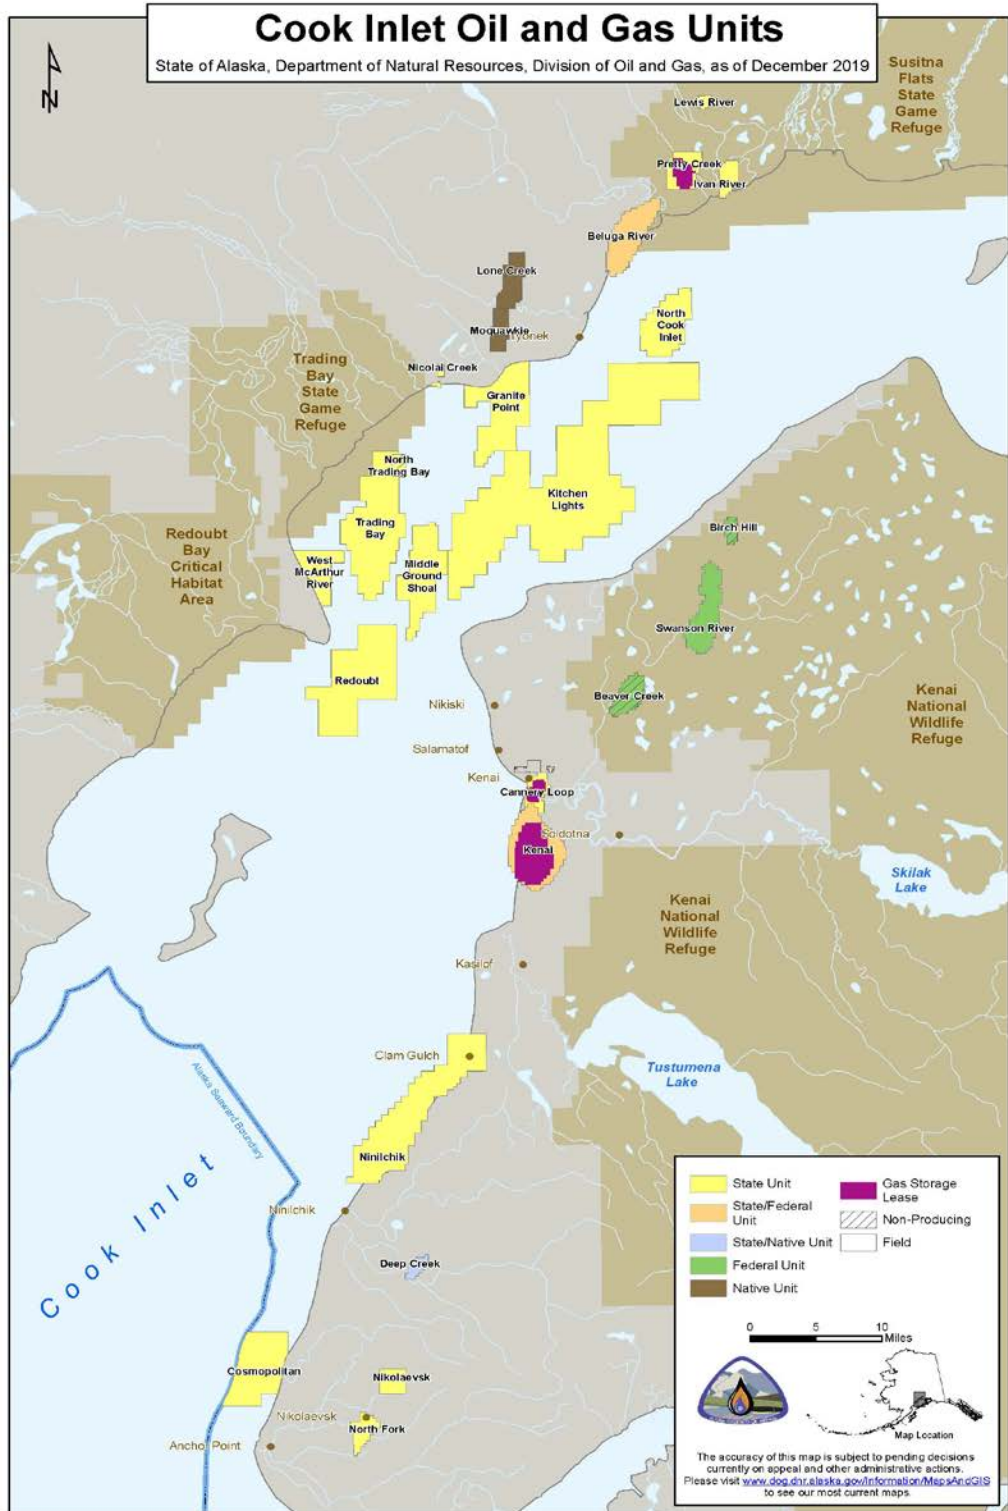 Cook Inlet Oil and Gas Units
State of Alaska, Department of Natural Resources, Division of Oil and Gas, as of December 2019
N
Susitna
Flats
State
Game
Refuge
Lewis River
Pretty Creek
Ivan River
Beluga River
Lone Creek
Moquawkie
Tyonek
North
Cook
Inlet
Nicolai Creek
Trading
Bay
State
Game
Refuge
Granite
Point
North
Trading Bay
Kitchen
Lights
Trading
Bay
Birch Hill
Redoubt
Bay
Critical
Habitat
Area
West
McArthur
River
Middle
Ground
Shoal
Swanson River
Redoubt
Beaver Creek
Kenai
National
Wildlife
Refuge
Nikiski
Salamatof
Kenai
Cannery Loop
Soldotna
Kenai
Skilak
Lake
Kenai
National
Wildlife
Refuge
Kasilof
Clam Gulch
Tustumena
Lake
Alaska Seaward Boundary
Ninilchik
Cook Inlet
Ninilchik
Deep Creek
Cosmopolitan
Nikolaevsk
Nikolaevsk
North Fork
Anchor Point
State Unit
State/Federal
Unit
State/Native Unit
Federal Unit
Native Unit
Gas Storage
Lease
Non-Producing
Field
0 5 10
Miles
Map Location
The accuracy of this map is subject to pending decisions
currently on appeal and other administrative actions.
Please visit www.dog.dnr.alaska.gov/Information/MapsAndGIS
to see our most current maps.